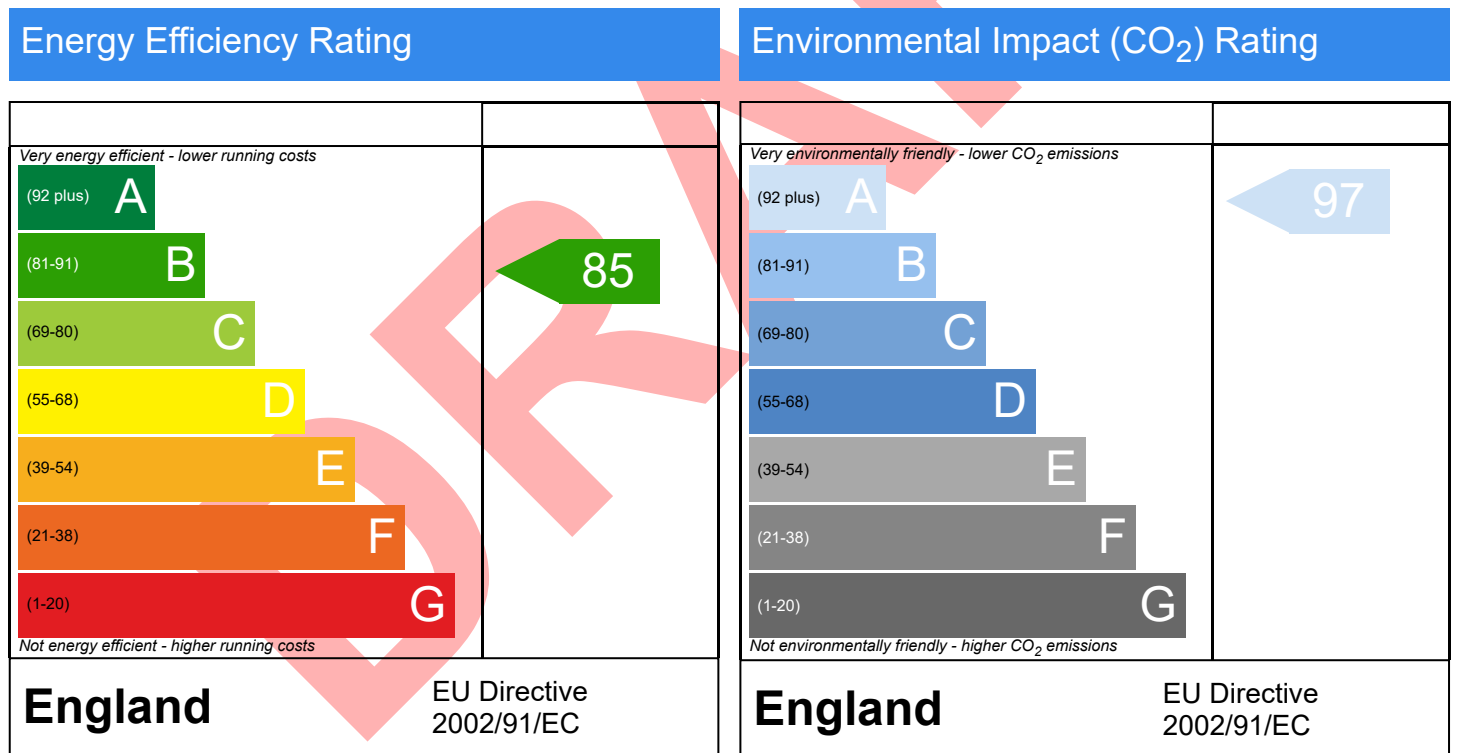 Energy Efficiency Rating
Very energy efficient - lower running costs
(92 plus) A
(81-91) B
85
(69-80) C
(55-68) D
(39-54) E
(21-38) F
(1-20) G
Not energy efficient - higher running costs
England
EU Directive
2002/91/EC
Environmental Impact (CO₂) Rating
Very environmentally friendly - lower CO₂ emissions
(92 plus) A
97
(81-91) B
(69-80) C
(55-68) D
(39-54) E
(21-38) F
(1-20) G
Not environmentally friendly - higher CO₂ emissions
England
EU Directive
2002/91/EC